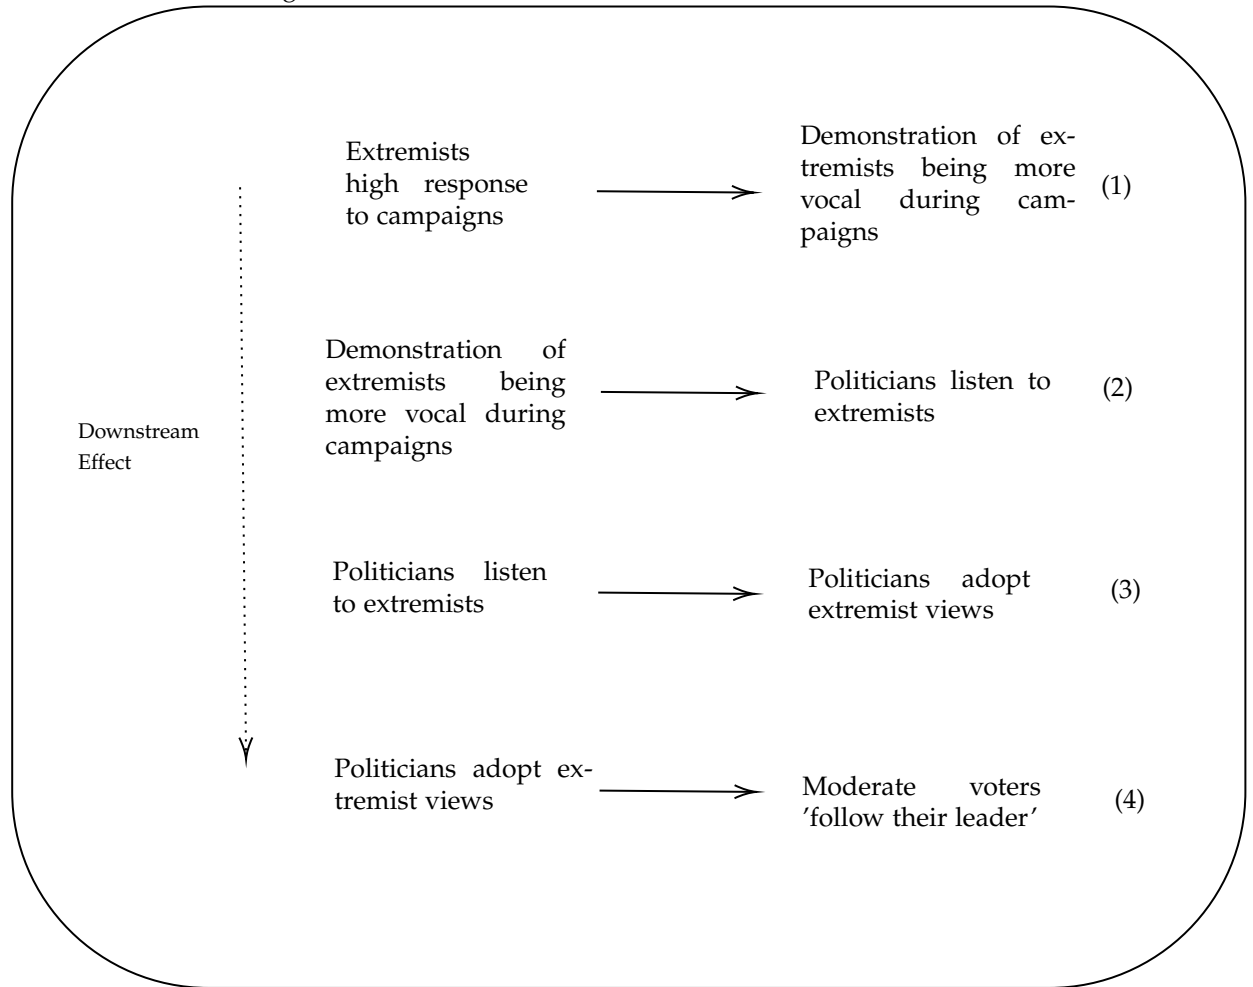 Extremists
high response
to campaigns
Demonstration of ex-
tremists being more
vocal during cam-
paigns
(1)
Demonstration of
extremists being
more vocal during
campaigns
Politicians listen to
extremists
(2)
Downstream
Effect
Politicians listen
to extremists
Politicians adopt
extremist views
(3)
Politicians adopt ex-
tremist views
Moderate voters
’follow their leader’
(4)